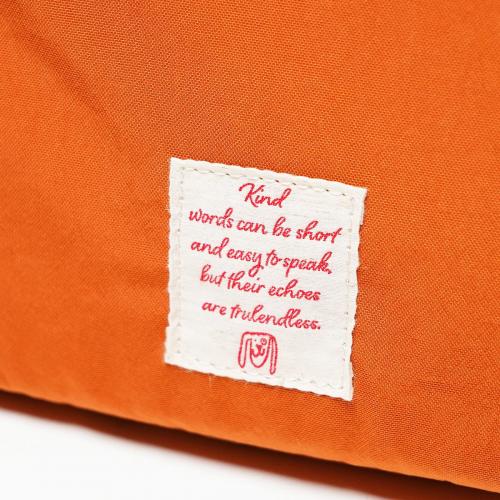 Kind
words can be short
and easy to speak,
but their echoes
are trulendless.